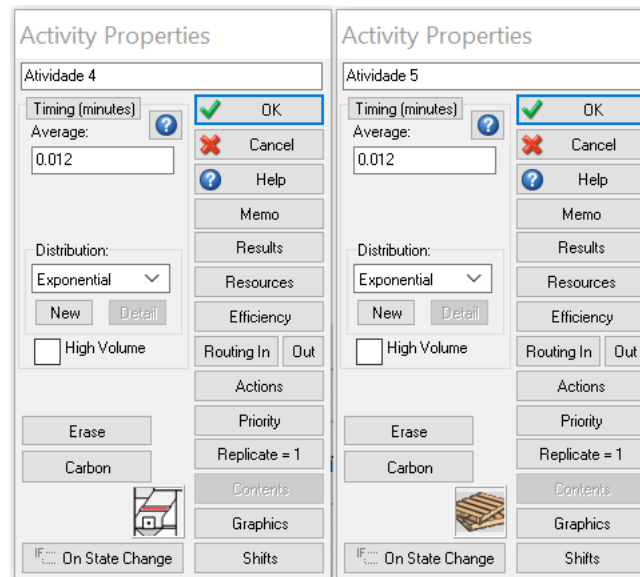 Activity Properties
Atividade 4
Timing (minutes)
Average:
0.012
Distribution:
Exponential
New
Detail
High Volume
Erase
Carbon
IF
On State Change
OK
Cancel
Help
Memo
Results
Resources
Efficiency
Routing In
Out
Actions
Priority
Replicate = 1
Contents
Graphics
Shifts
Activity Properties
Atividade 5
Timing (minutes)
Average:
0.012
Distribution:
Exponential
New
Detail
High Volume
Erase
Carbon
IF
On State Change
OK
Cancel
Help
Memo
Results
Resources
Efficiency
Routing In
Out
Actions
Priority
Replicate = 1
Contents
Graphics
Shifts